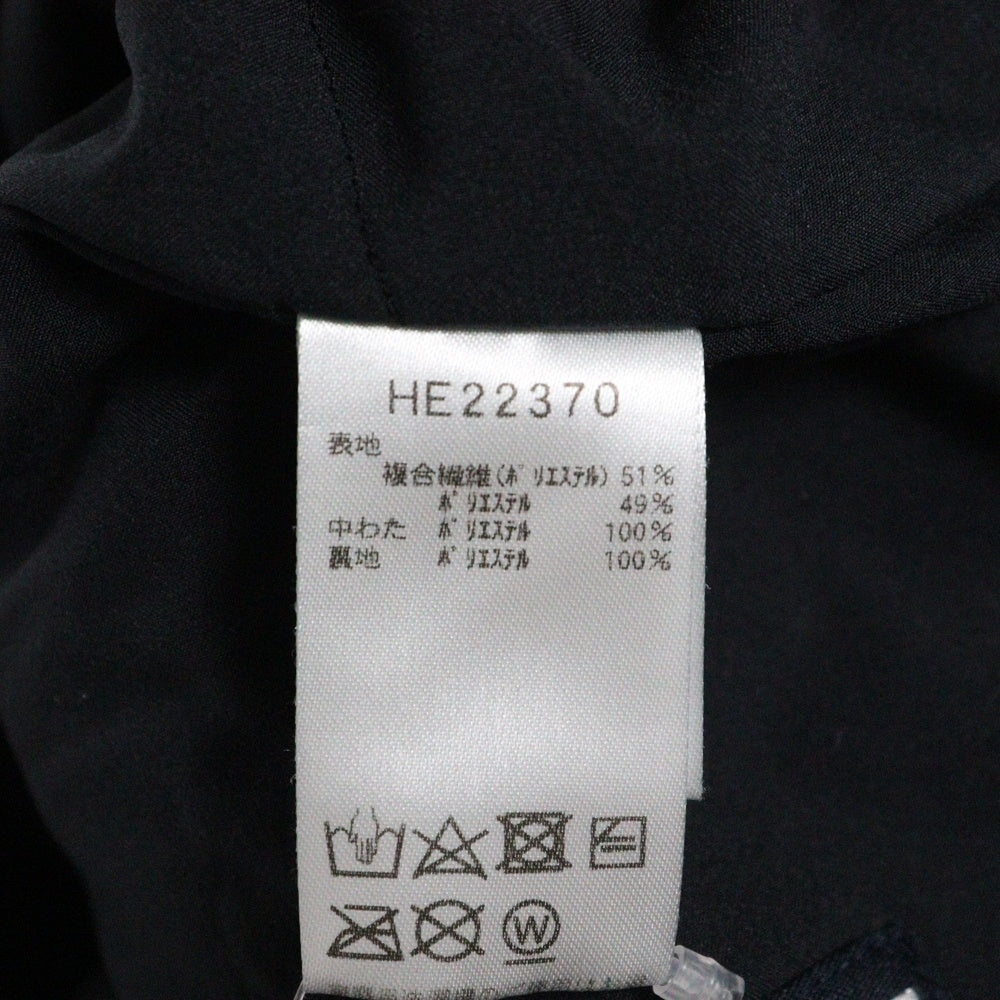 HE22370
表地
複合繊維(ﾎﾟﾘｴｽﾃﾙ) 51%
ﾎﾟﾘｴｽﾃﾙ 49%
中わた ﾎﾟﾘｴｽﾃﾙ 100%
裏地 ﾎﾟﾘｴｽﾃﾙ 100%
W